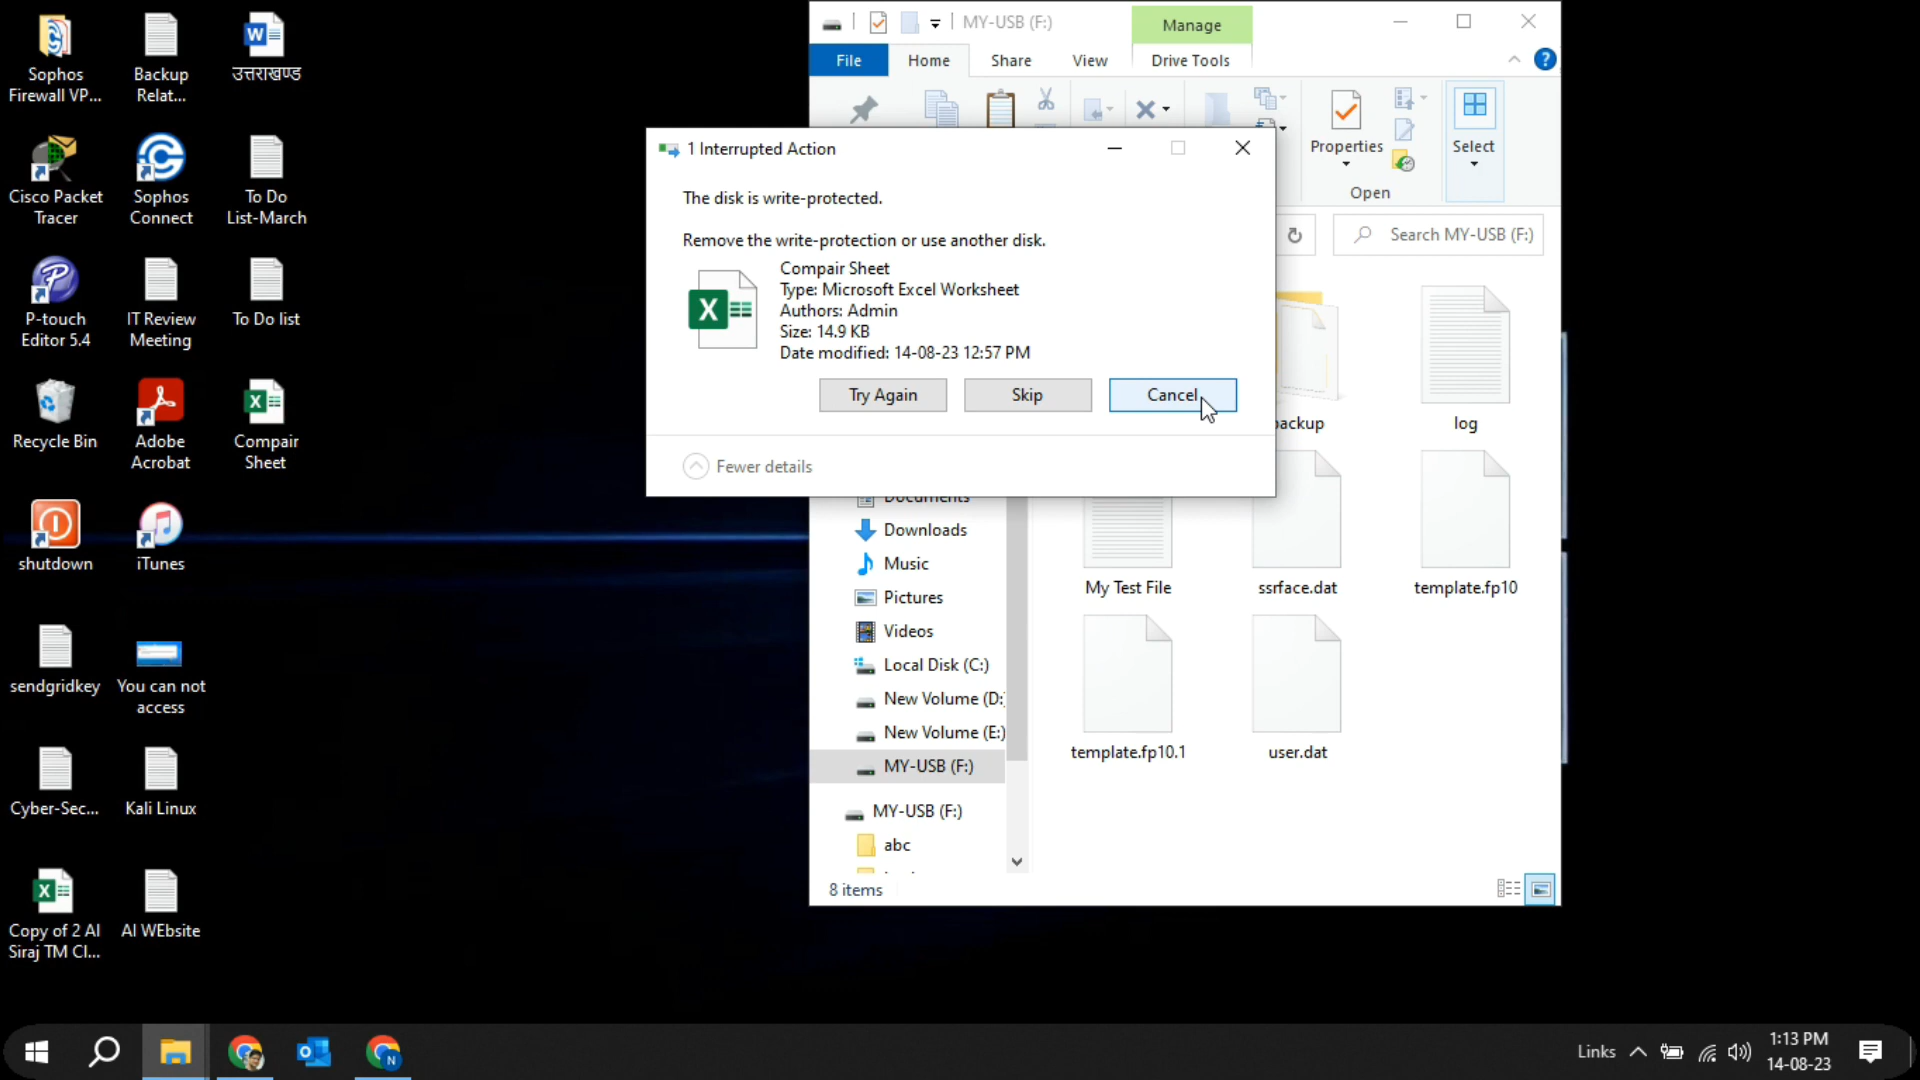 Sophos
Firewall VP...
Backup
Relat...
उत्तराखण्ड
Cisco Packet
Tracer
Sophos
Connect
To Do
List-March
P-touch
Editor 5.4
IT Review
Meeting
To Do list
Recycle Bin
Adobe
Acrobat
Compair
Sheet
shutdown
iTunes
sendgridkey
You can not
access
Cyber-Sec...
Kali Linux
Copy of 2 Al
Siraj TM Cl...
AI WEbsite
MY-USB (F:)
Manage
File
Home
Share
View
Drive Tools
Properties
Select
Open
Search MY-USB (F:)
1 Interrupted Action
The disk is write-protected.
Remove the write-protection or use another disk.
Compair Sheet
Type: Microsoft Excel Worksheet
Authors: Admin
Size: 14.9 KB
Date modified: 14-08-23 12:57 PM
Try Again
Skip
Cancel
Fewer details
Documents
Downloads
Music
Pictures
Videos
Local Disk (C:)
New Volume (D:
New Volume (E:)
MY-USB (F:)
MY-USB (F:)
abc
backup
log
My Test File
ssrface.dat
template.fp10
template.fp10.1
user.dat
8 items
Links
1:13 PM
14-08-23